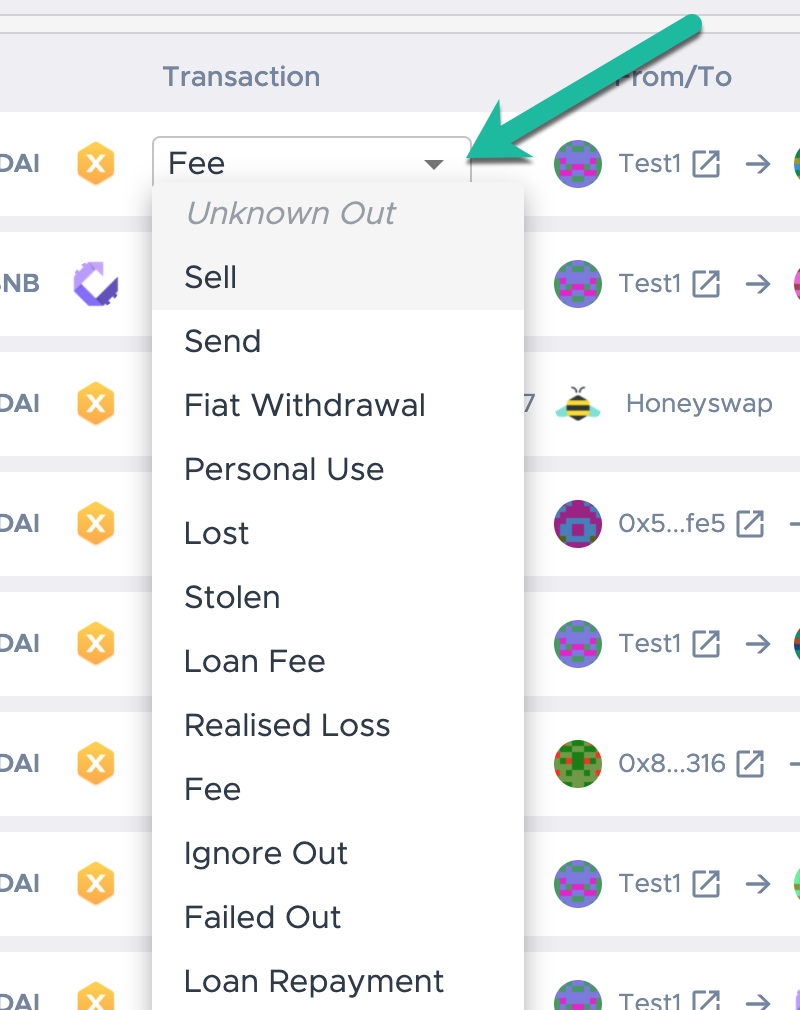 Transaction
From/To
DAI
Fee
Test1
Unknown Out
Sell
NB
Test1
Send
DAI
Fiat Withdrawal
7
Honeyswap
Personal Use
DAI
Lost
0x5...fe5
Stolen
DAI
Loan Fee
Test1
Realised Loss
DAI
Fee
0x8...316
Ignore Out
DAI
Failed Out
Test1
Loan Repayment
DAI
Test1